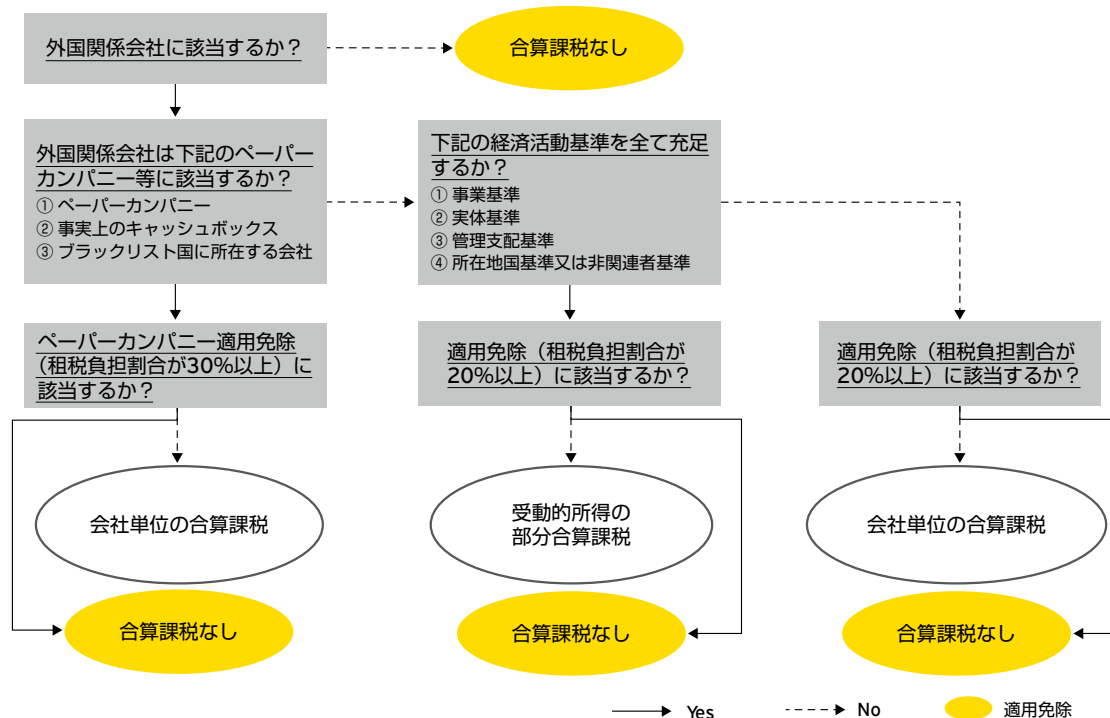 外国関係会社に該当するか？
合算課税なし
外国関係会社は下記のペーパー
カンパニー等に該当するか？
① ペーパーカンパニー
② 事実上のキャッシュボックス
③ ブラックリスト国に所在する会社
下記の経済活動基準を全て充足
するか？
① 事業基準
② 実体基準
③ 管理支配基準
④ 所在地国基準又は非関連者基準
ペーパーカンパニー適用免除
（租税負担割合が30%以上）に
該当するか？
適用免除（租税負担割合が
20%以上）に該当するか？
適用免除（租税負担割合が
20%以上）に該当するか？
会社単位の合算課税
受動的所得の
部分合算課税
会社単位の合算課税
合算課税なし
合算課税なし
合算課税なし
Yes
No
適用免除